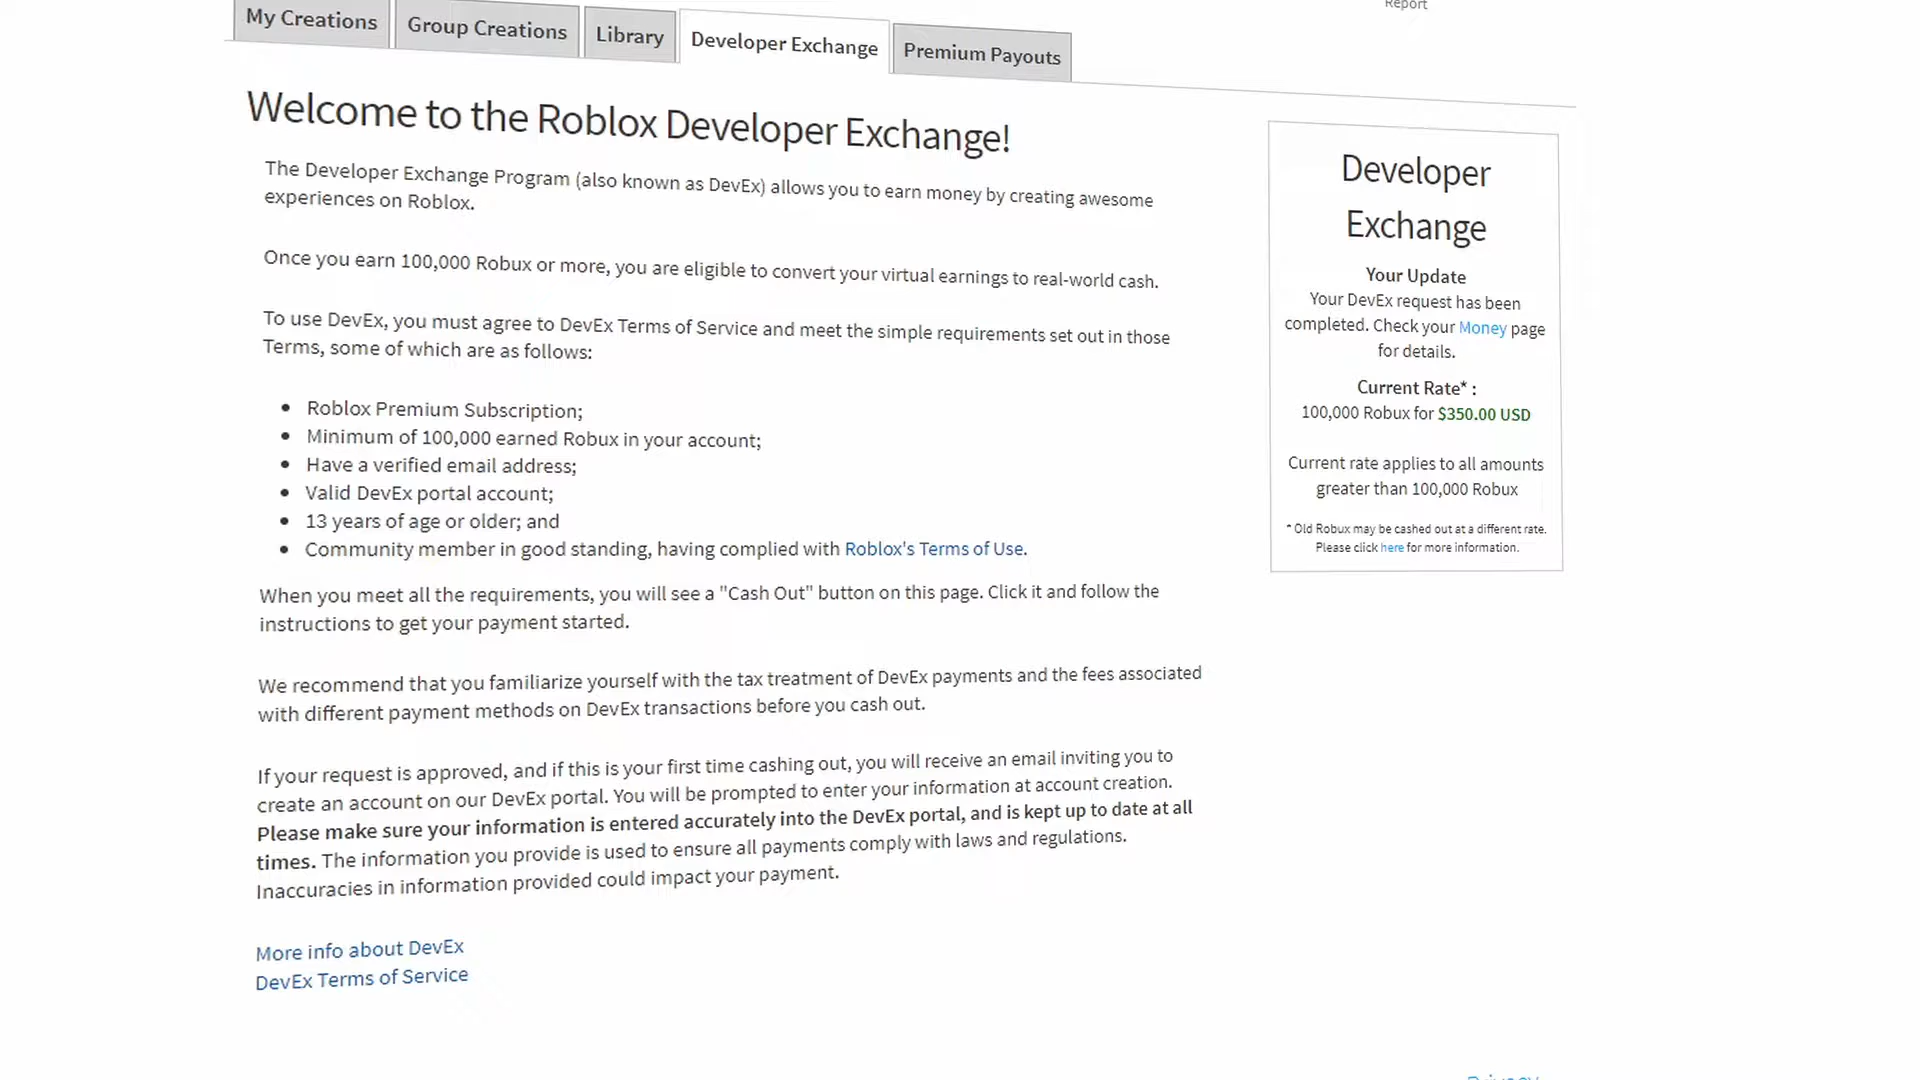 Report
My Creations
Group Creations
Library
Developer Exchange
Premium Payouts
Welcome to the Roblox Developer Exchange!
The Developer Exchange Program (also known as DevEx) allows you to earn money by creating awesome
experiences on Roblox.
Once you earn 100,000 Robux or more, you are eligible to convert your virtual earnings to real-world cash.
To use DevEx, you must agree to DevEx Terms of Service and meet the simple requirements set out in those
Terms, some of which are as follows:
Roblox Premium Subscription;
Minimum of 100,000 earned Robux in your account;
Have a verified email address;
Valid DevEx portal account;
13 years of age or older; and
Community member in good standing, having complied with Roblox's Terms of Use.
When you meet all the requirements, you will see a "Cash Out" button on this page. Click it and follow the
instructions to get your payment started.
We recommend that you familiarize yourself with the tax treatment of DevEx payments and the fees associated
with different payment methods on DevEx transactions before you cash out.
If your request is approved, and if this is your first time cashing out, you will receive an email inviting you to
create an account on our DevEx portal. You will be prompted to enter your information at account creation.
Please make sure your information is entered accurately into the DevEx portal, and is kept up to date at all
times. The information you provide is used to ensure all payments comply with laws and regulations.
Inaccuracies in information provided could impact your payment.
More info about DevEx
DevEx Terms of Service
Developer
Exchange
Your Update
Your DevEx request has been
completed. Check your Money page
for details.
Current Rate* :
100,000 Robux for $350.00 USD
Current rate applies to all amounts
greater than 100,000 Robux
* Old Robux may be cashed out at a different rate.
Please click here for more information.